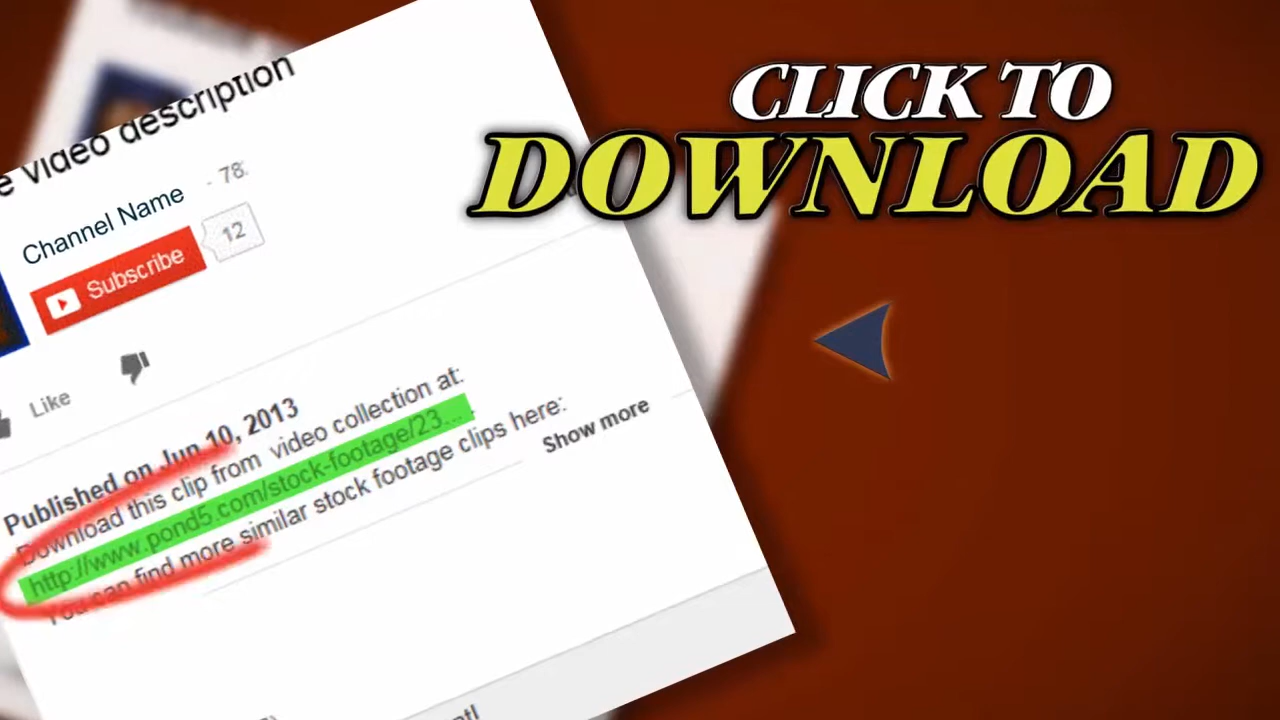 CLICK TO
DOWNLOAD
video description
Channel Name
- 78
Subscribe
12
Like
Published on Jun 10, 2013
Download this clip from video collection at:
http://www.pond5.com/stock-footage/23...
You can find more similar stock footage clips here:
Show more